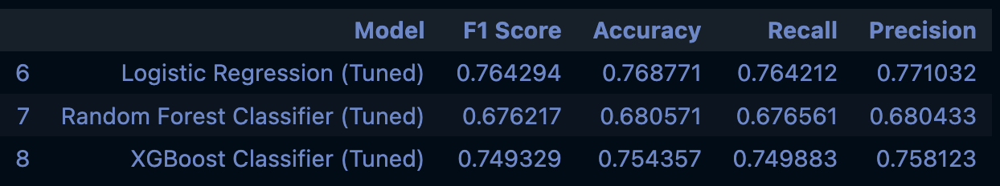 Model F1 Score Accuracy Recall Precision
6 Logistic Regression (Tuned) 0.764294 0.768771 0.764212 0.771032
7 Random Forest Classifier (Tuned) 0.676217 0.680571 0.676561 0.680433
8 XGBoost Classifier (Tuned) 0.749329 0.754357 0.749883 0.758123